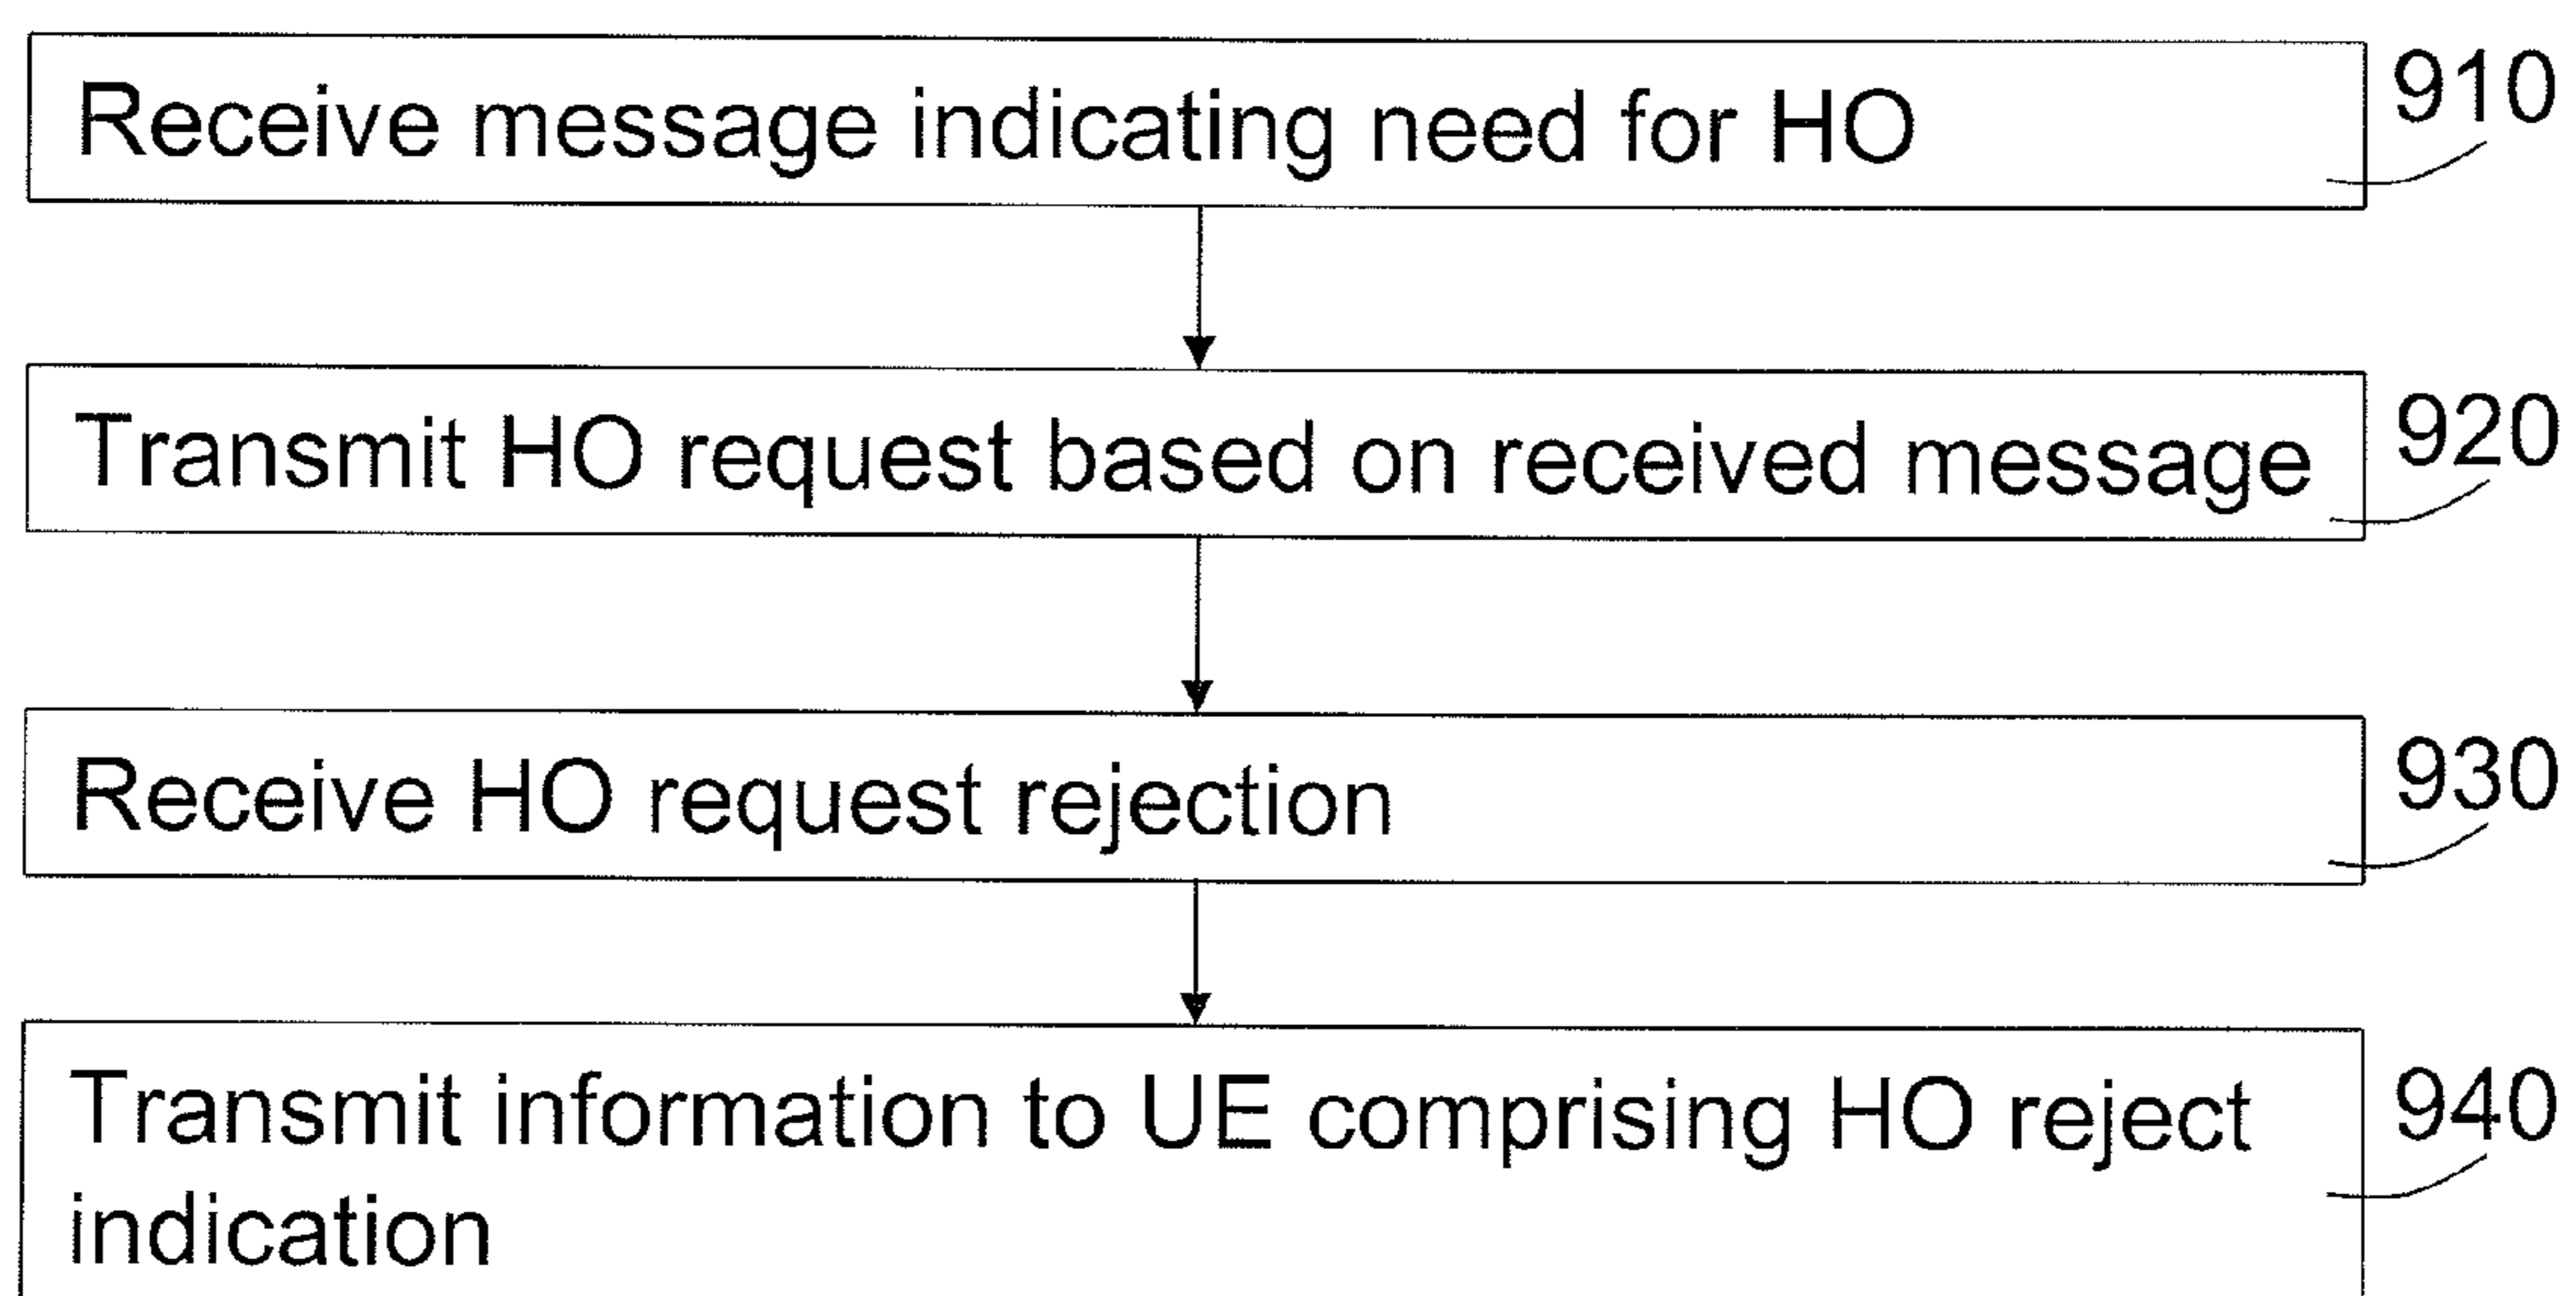 Receive message indicating need for HO 910
Transmit HO request based on received message 920
Receive HO request rejection 930
Transmit information to UE comprising HO reject 940
indication